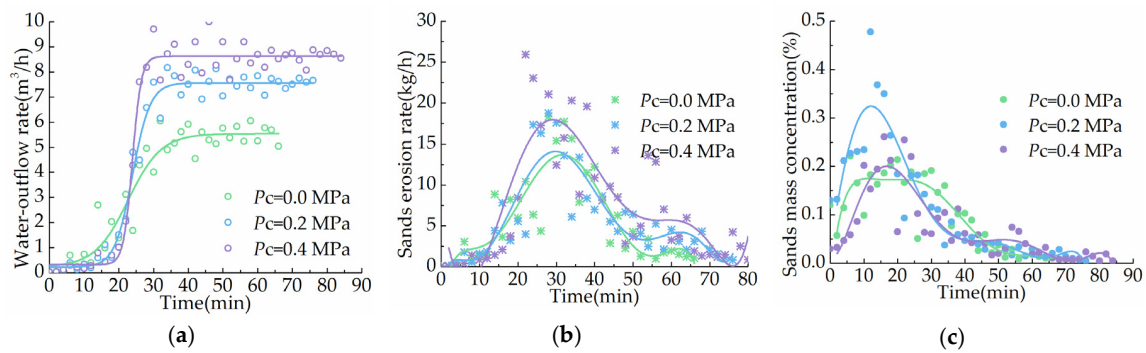 10
9
8
7
6
5
4
3
2
1
0
Water-outflow rate(m³/h)
Pc=0.0 MPa
Pc=0.2 MPa
Pc=0.4 MPa
0 10 20 30 40 50 60 70 80 90
Time(min)
(a)
30
25
20
15
10
5
0
Sands erosion rate(kg/h)
Pc=0.0 MPa
Pc=0.2 MPa
Pc=0.4 MPa
0 10 20 30 40 50 60 70 80
Time(min)
(b)
0.5
0.4
0.3
0.2
0.1
0.0
Sands mass concentration(%)
Pc=0.0 MPa
Pc=0.2 MPa
Pc=0.4 MPa
0 10 20 30 40 50 60 70 80 90
Time(min)
(c)